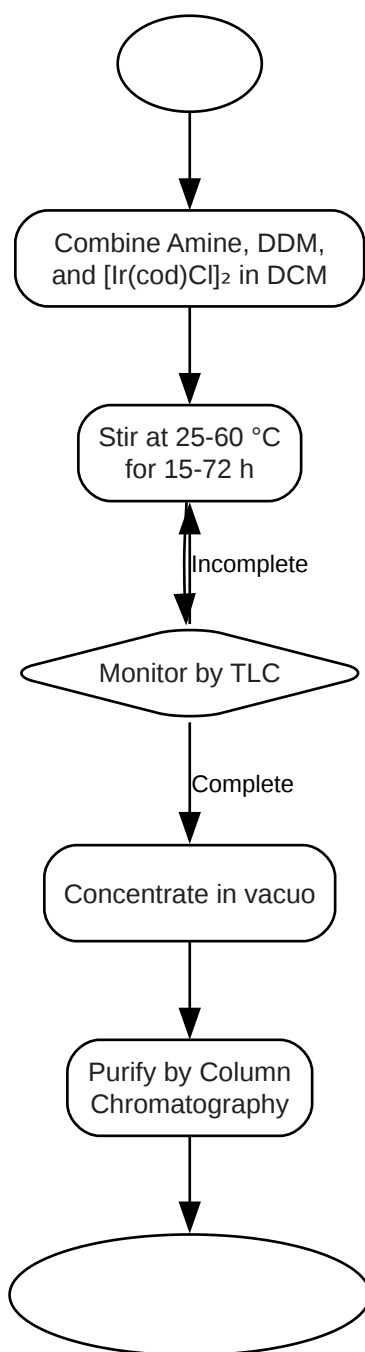 Combine Amine, DDM,
and [Ir(cod)Cl]₂ in DCM
Stir at 25-60 °C
for 15-72 h
Incomplete
Monitor by TLC
Complete
Concentrate in vacuo
Purify by Column
Chromatography